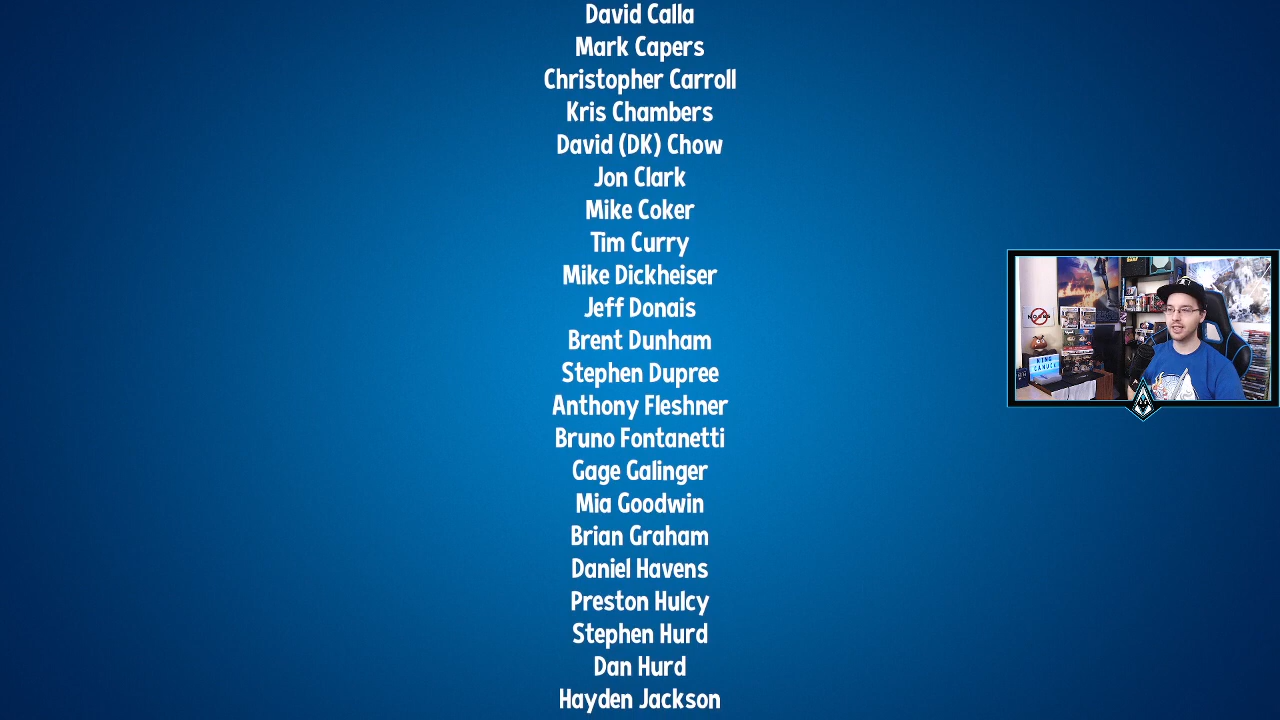 David Calla
Mark Capers
Christopher Carroll
Kris Chambers
David (DK) Chow
Jon Clark
Mike Coker
Tim Curry
Mike Dickheiser
Jeff Donais
Brent Dunham
Stephen Dupree
Anthony Fleshner
Bruno Fontanetti
Gage Galinger
Mia Goodwin
Brian Graham
Daniel Havens
Preston Hulcy
Stephen Hurd
Dan Hurd
Hayden Jackson
KING
CANUCK